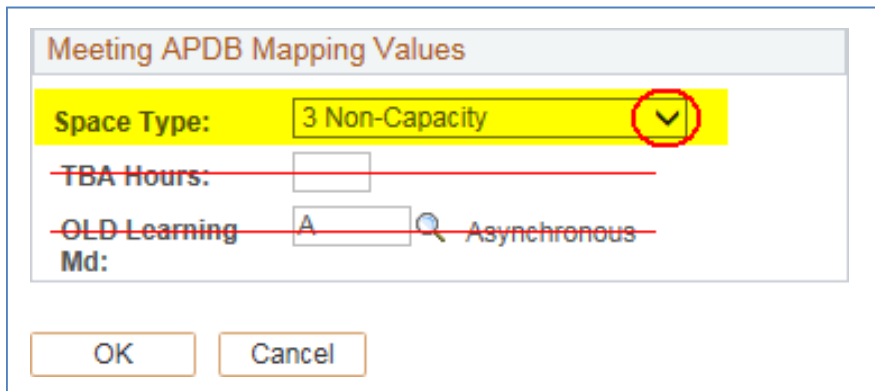 Meeting APDB Mapping Values
Space Type: 3 Non-Capacity
TBA Hours:
OLD Learning A Asynchronous
Md:
OK Cancel